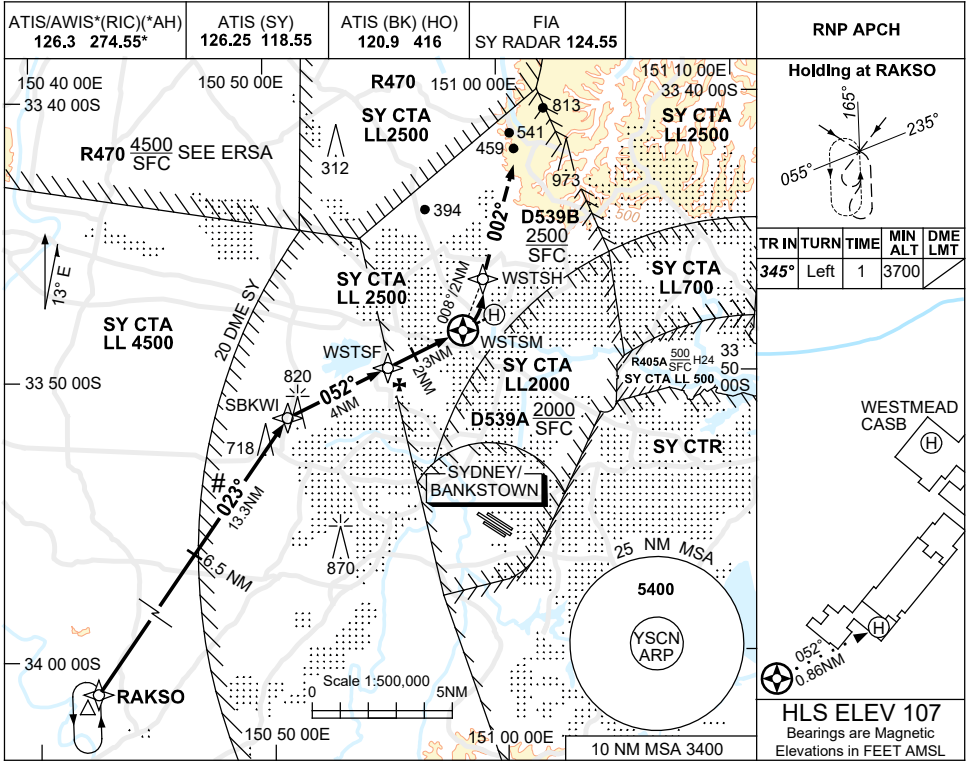 ATIS/AWIS*(RIC)(*AH)
126.3 274.55*
ATIS (SY)
126.25 118.55
ATIS (BK) (HO)
120.9 416
FIA
SY RADAR 124.55
RNP APCH
150 40 00E
33 40 00S
150 50 00E
R470
151 00 00E
151 10 00E
33 40 00S
SY CTA
LL2500
SY CTA
LL2500
R470 4500
SFC
SEE ERSA
312
813
541
459
973
394
500
002°
D539B
2500
SFC
13° E
SY CTA
LL 4500
20 DME SY
SY CTA
LL 2500
008°/2NM
WSTSH
H
WSTSM
SY CTA
LL700
WSTSF
3NM
2NM
33 50 00S
820
SBKWI
052°
4NM
718
SY CTA
LL2000
D539A 2000
SFC
R405A 500
SFC
H24
SY CTA LL 500
33
50
00S
SY CTR
#
023°
13.3NM
SYDNEY/
BANKSTOWN
870
6.5 NM
25 NM MSA
5400
YSCN
ARP
34 00 00S
RAKSO
Scale 1:500,000
0
5NM
150 50 00E
151 00 00E
10 NM MSA 3400
Holding at RAKSO
165°
235°
055°
TR IN
TURN
TIME
MIN
ALT
DME
LMT
345°
Left
1
3700
WESTMEAD
CASB
H
H
052°
0.86NM
HLS ELEV 107
Bearings are Magnetic
Elevations in FEET AMSL